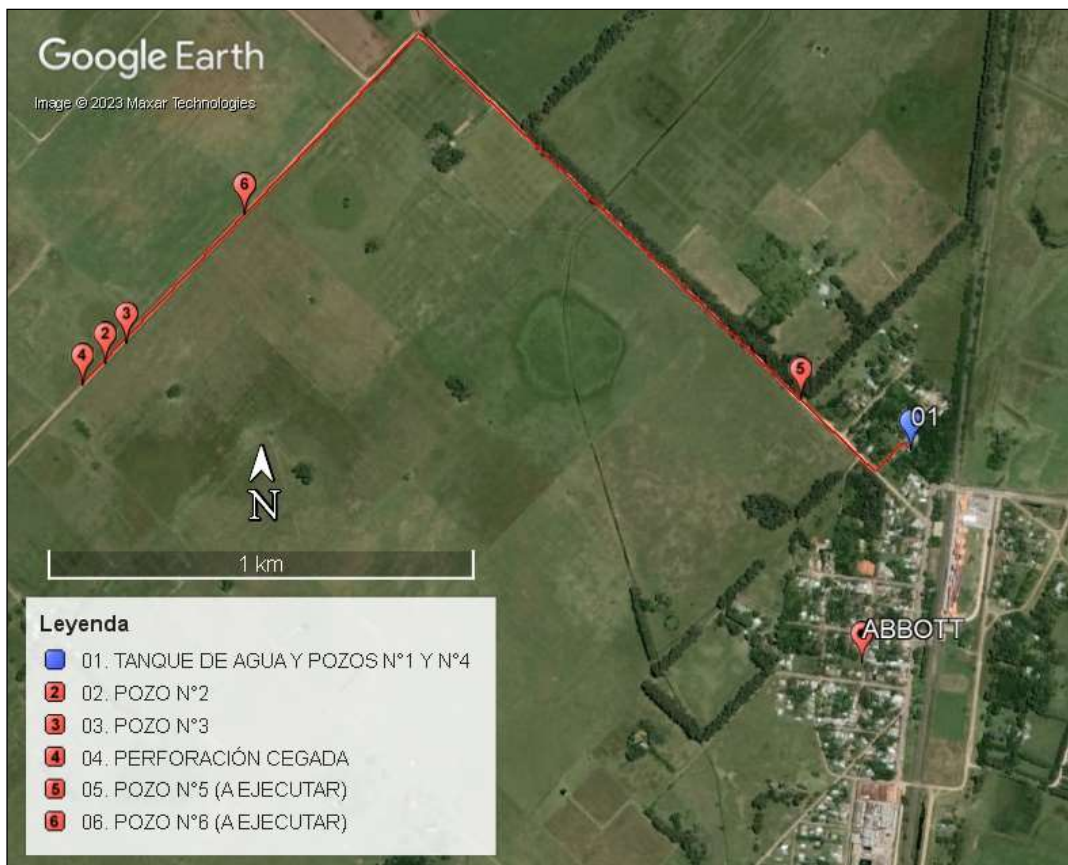 Google Earth
Image © 2023 Maxar Technologies
6
3
2
4
5
01
N
1 km
ABBOTT
Leyenda
01. TANQUE DE AGUA Y POZOS N°1 Y N°4
2 02. POZO N°2
3 03. POZO N°3
4 04. PERFORACIÓN CEGADA
5 05. POZO N°5 (A EJECUTAR)
6 06. POZO N°6 (A EJECUTAR)